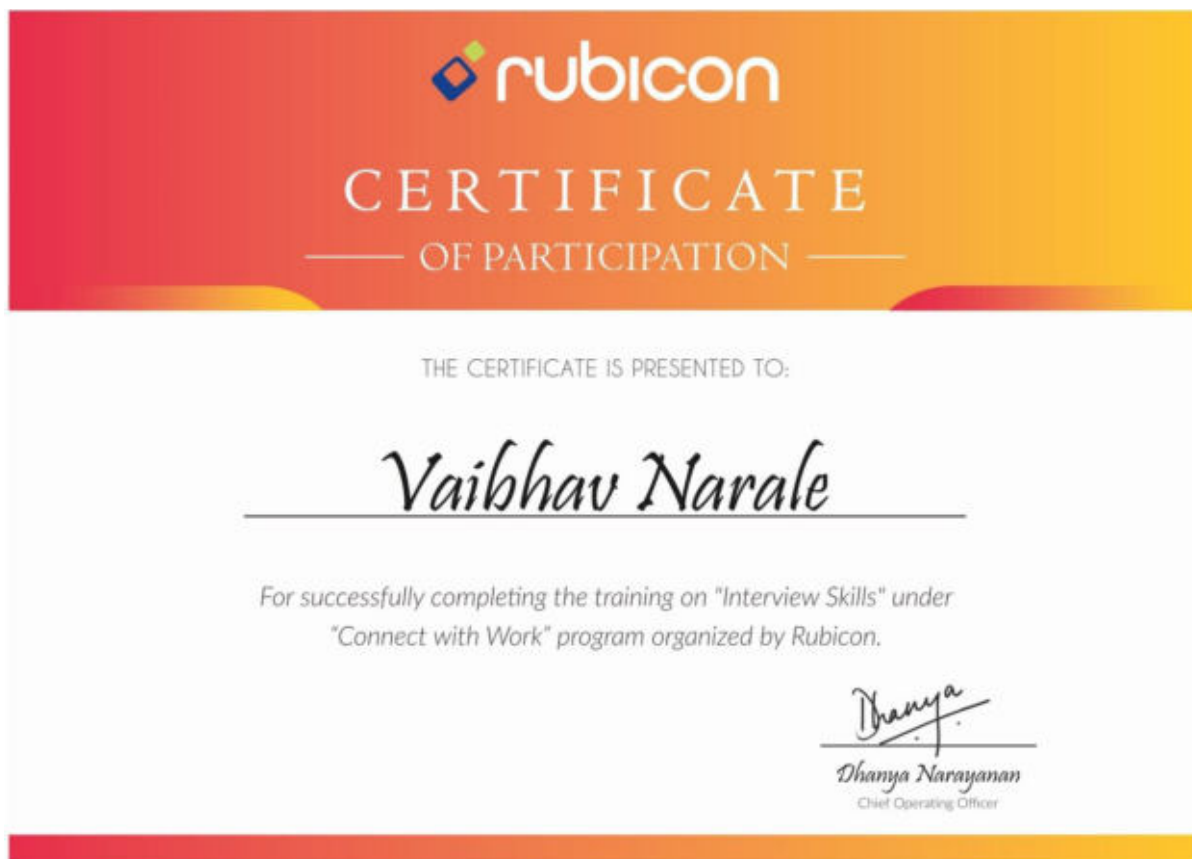 rubicon
CERTIFICATE
OF PARTICIPATION
THE CERTIFICATE IS PRESENTED TO:
Vaibhav Narale
For successfully completing the training on "Interview Skills" under
"Connect with Work" program organized by Rubicon.
Dhanya
Dhanya Narayanan
Chief Operating Officer